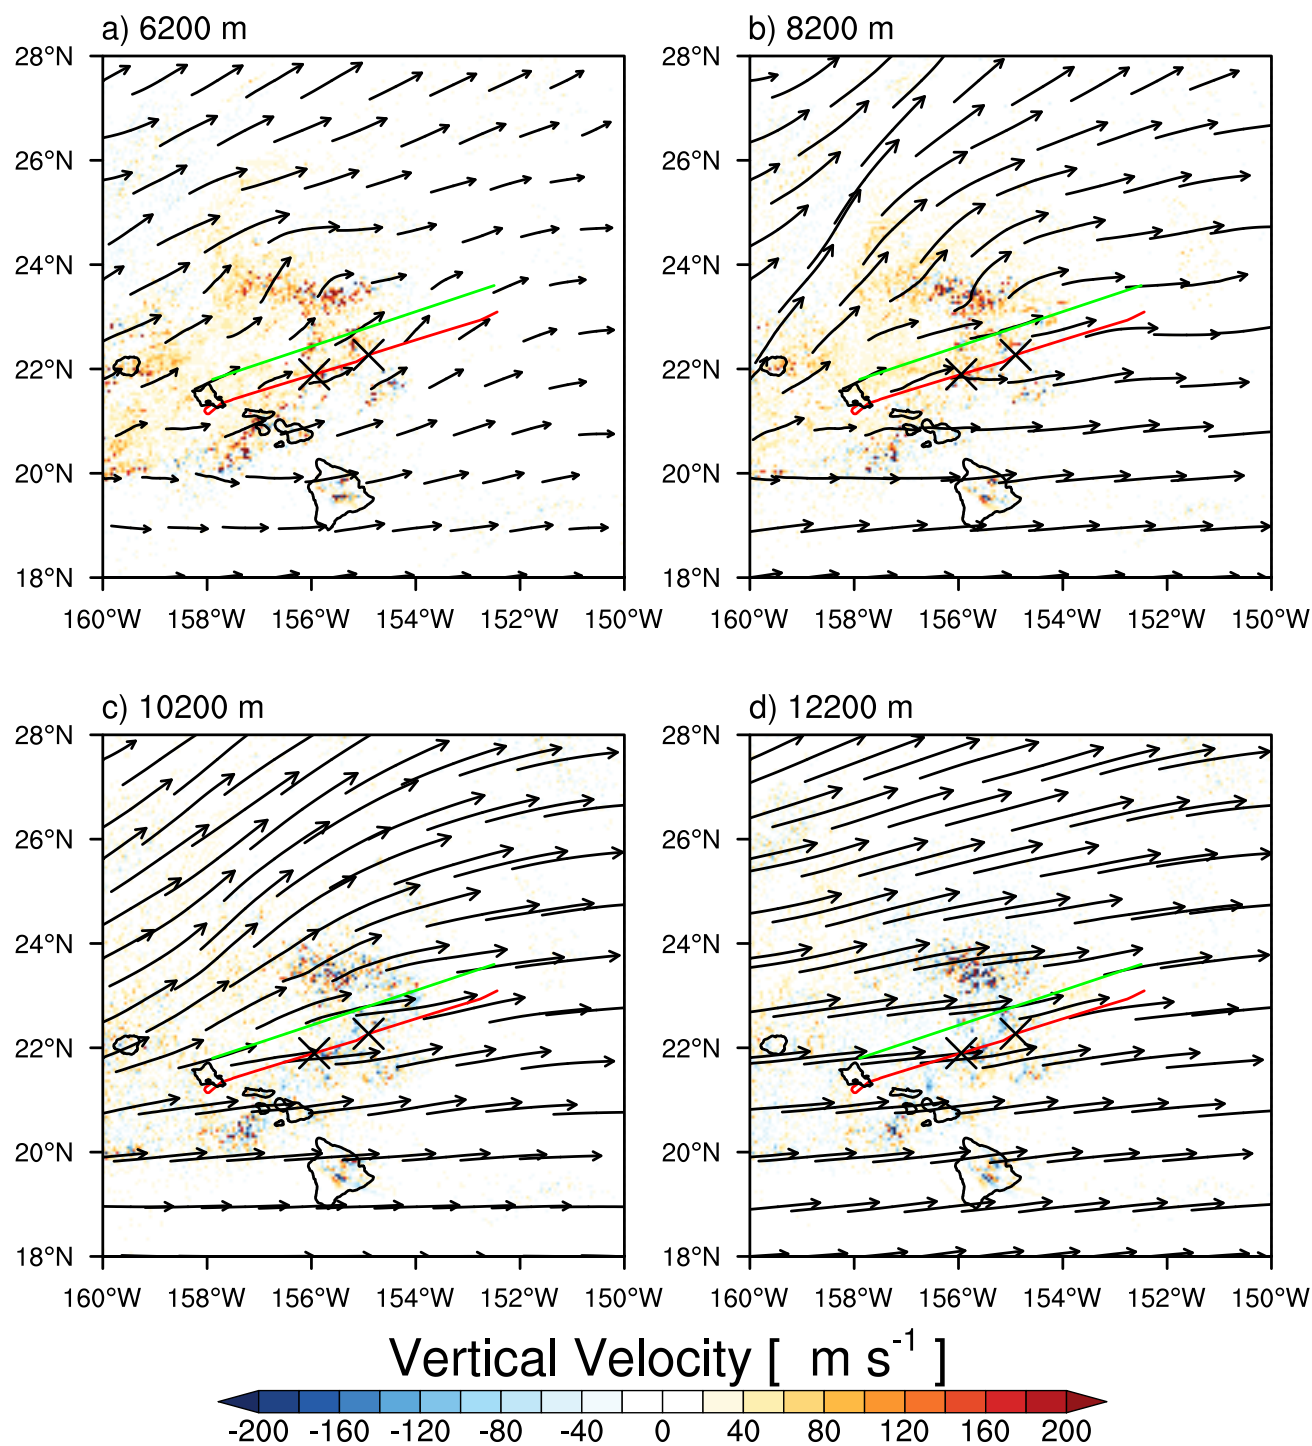 a) 6200 m
b) 8200 m
28°N
26°N
24°N
22°N
20°N
18°N
160°W 158°W 156°W 154°W 152°W 150°W
28°N
26°N
24°N
22°N
20°N
18°N
160°W 158°W 156°W 154°W 152°W 150°W
c) 10200 m
d) 12200 m
28°N
26°N
24°N
22°N
20°N
18°N
160°W 158°W 156°W 154°W 152°W 150°W
28°N
26°N
24°N
22°N
20°N
18°N
160°W 158°W 156°W 154°W 152°W 150°W
Vertical Velocity [ m s⁻¹ ]
-200 -160 -120 -80 -40 0 40 80 120 160 200